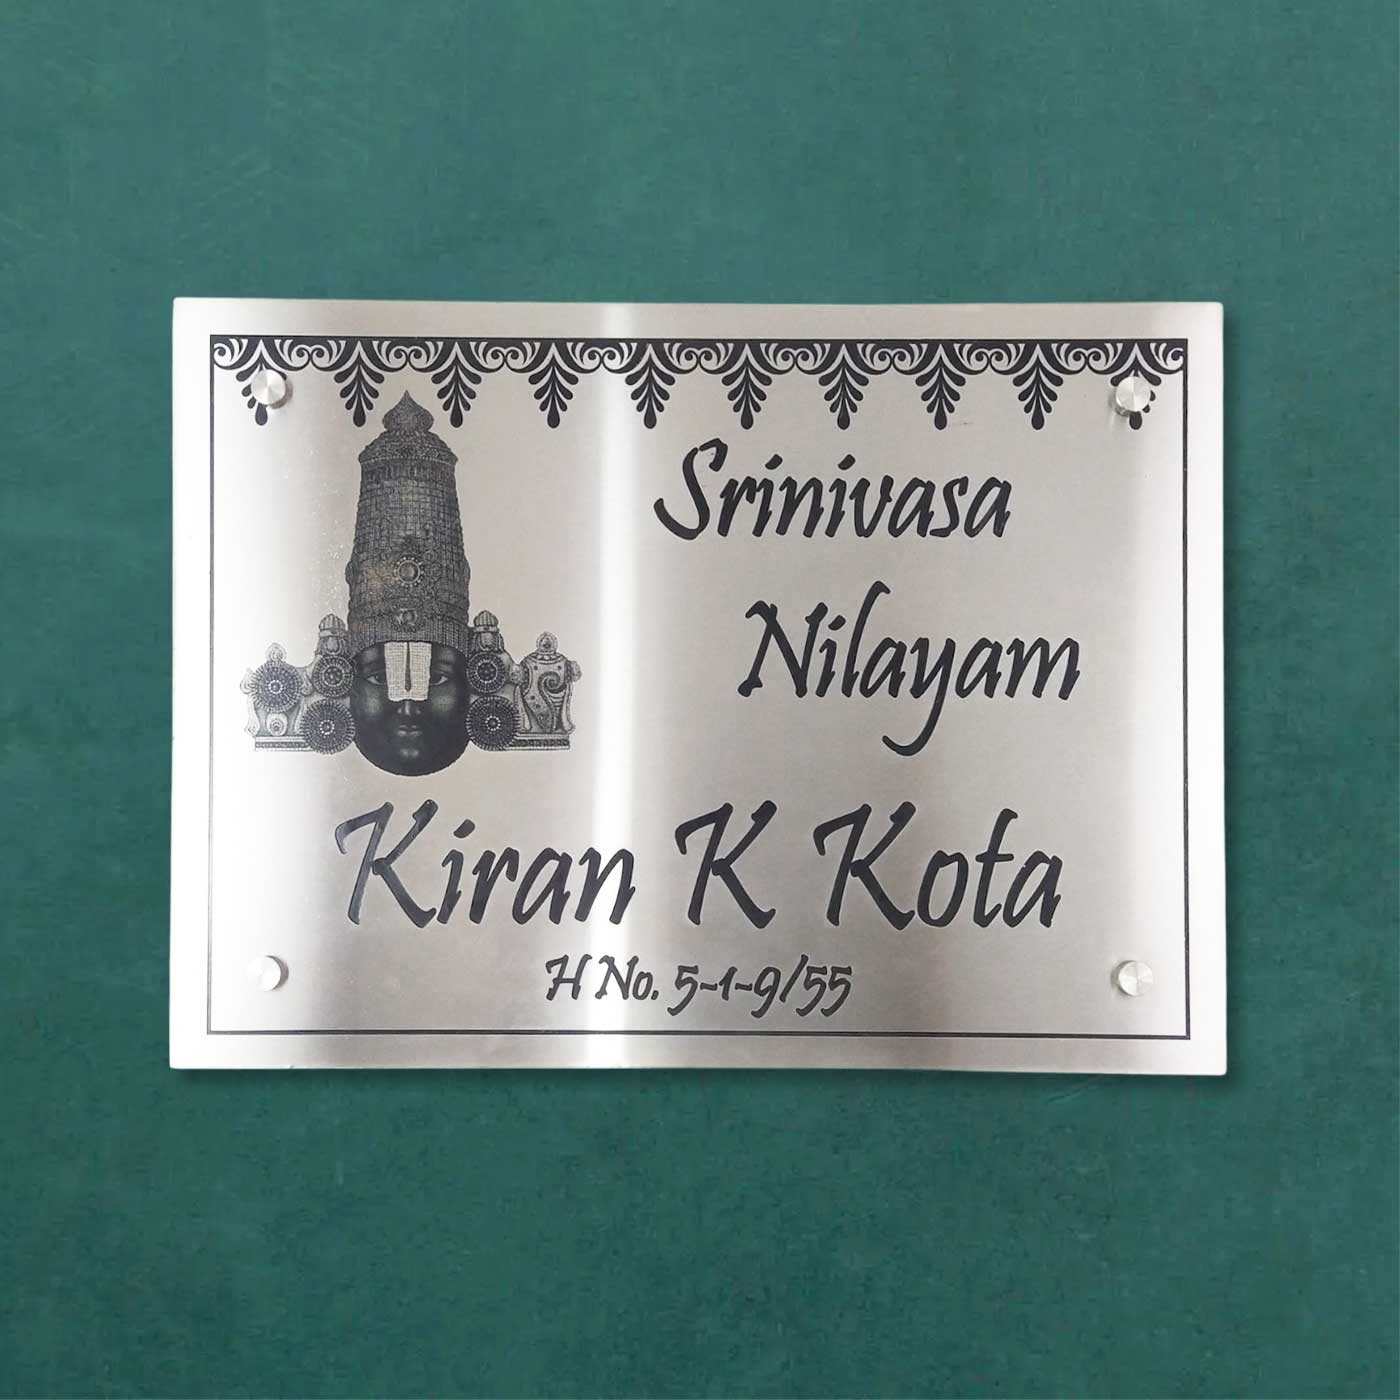 Srinivasa
Nilayam
Kiran K Kota
H No. 5-1-9/55